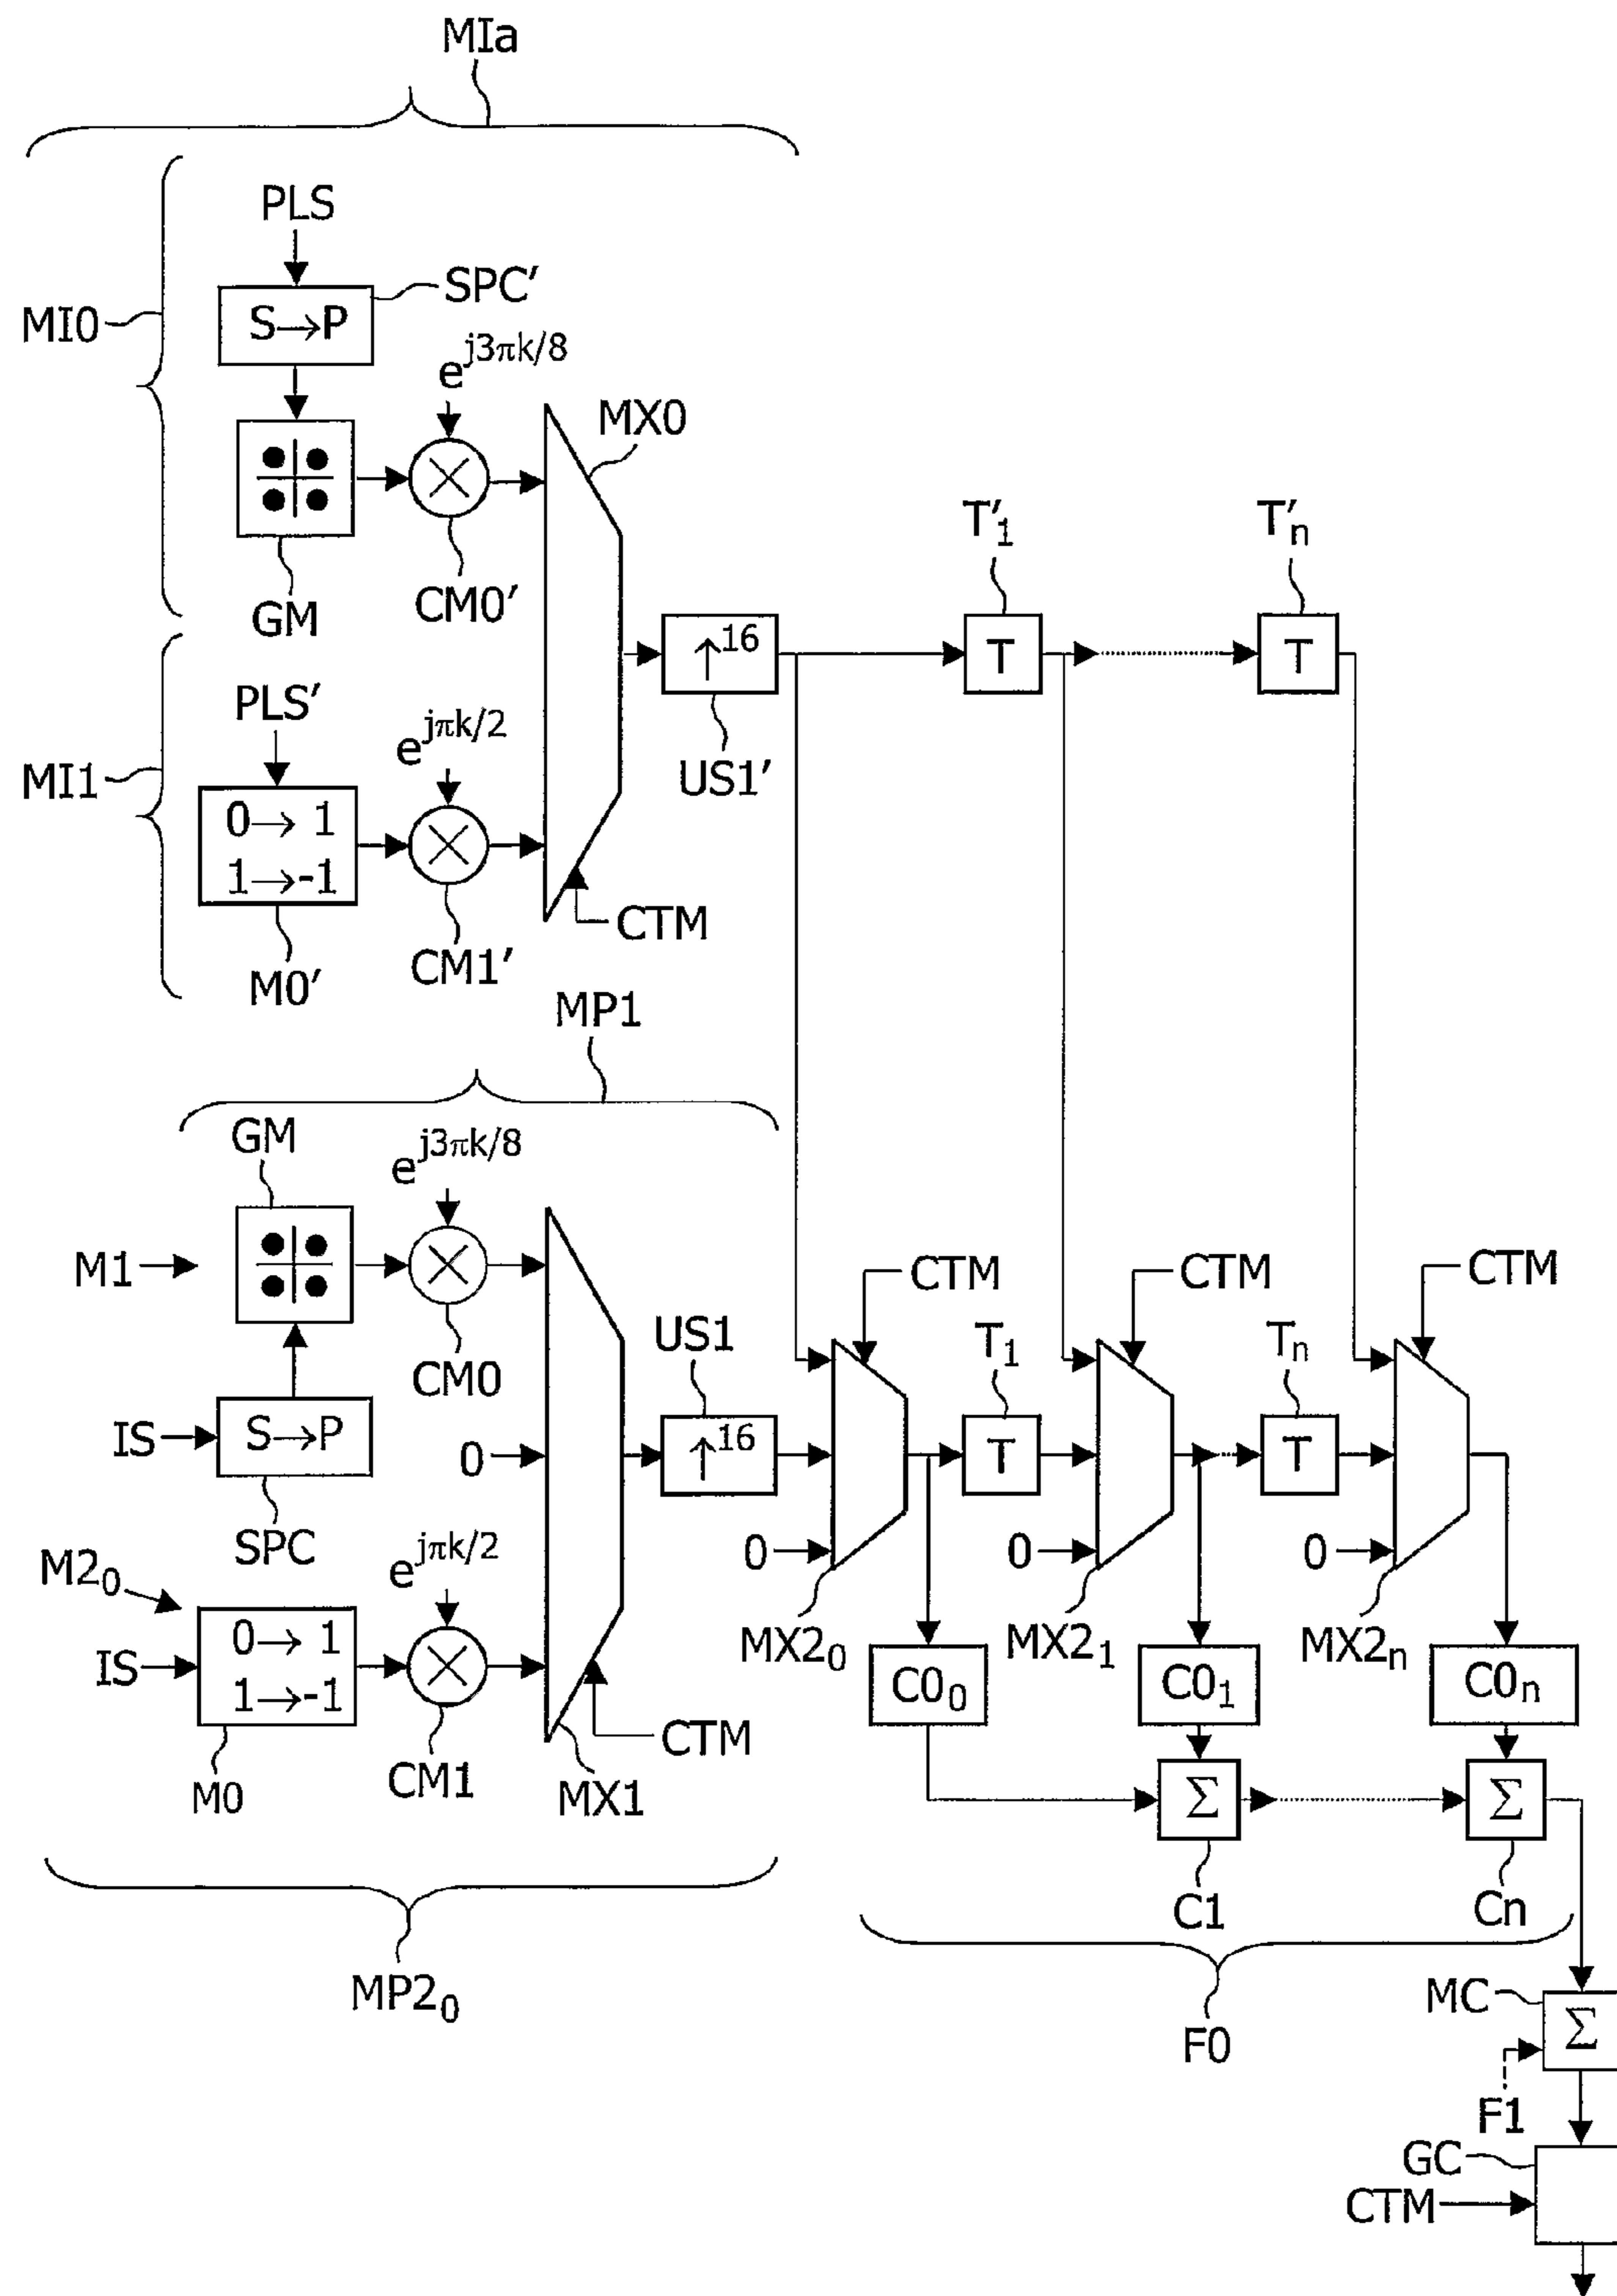 MIa
PLS
SPC′
S→P
MI0
e^{j3πk/8}
MX0
GM
CM0′
T′₁
T′ₙ
↑16
T
T
US1′
PLS′
e^{jπk/2}
MI1
0→ 1
1→-1
CTM
M0′
CM1′
MP1
GM
e^{j3πk/8}
M1
CTM
CTM
CTM
CM0
US1
T₁
Tₙ
IS
S→P
0
↑16
T
T
SPC
0
0
0
M2₀
e^{jπk/2}
IS
0→ 1
1→-1
MX2₀
MX2₁
MX2ₙ
C0₀
C0₁
C0ₙ
CTM
M0
CM1
MX1
Σ
Σ
C1
Cn
MP2₀
F0
MC
Σ
F1
GC
CTM